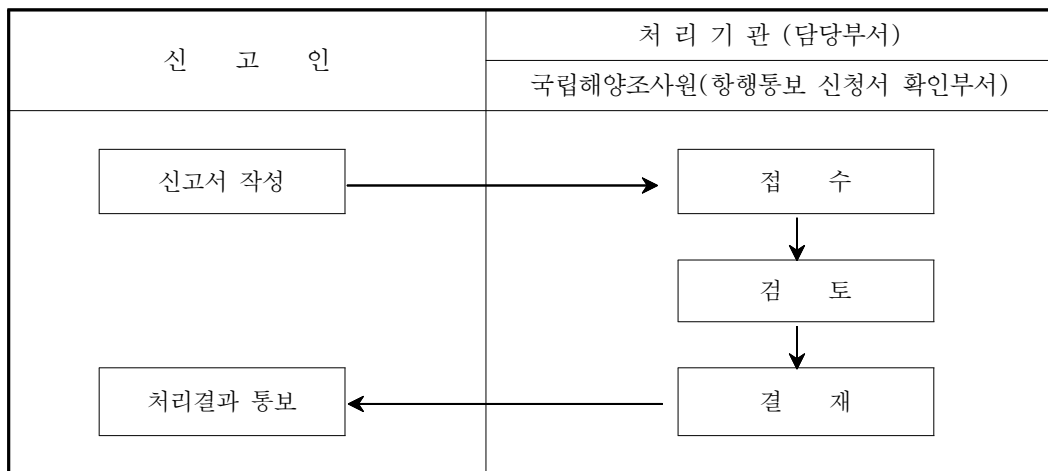 신 고 인
처 리 기 관 (담당부서)
국립해양조사원(항행통보 신청서 확인부서)
신고서 작성
접 수
검 토
결 재
처리결과 통보